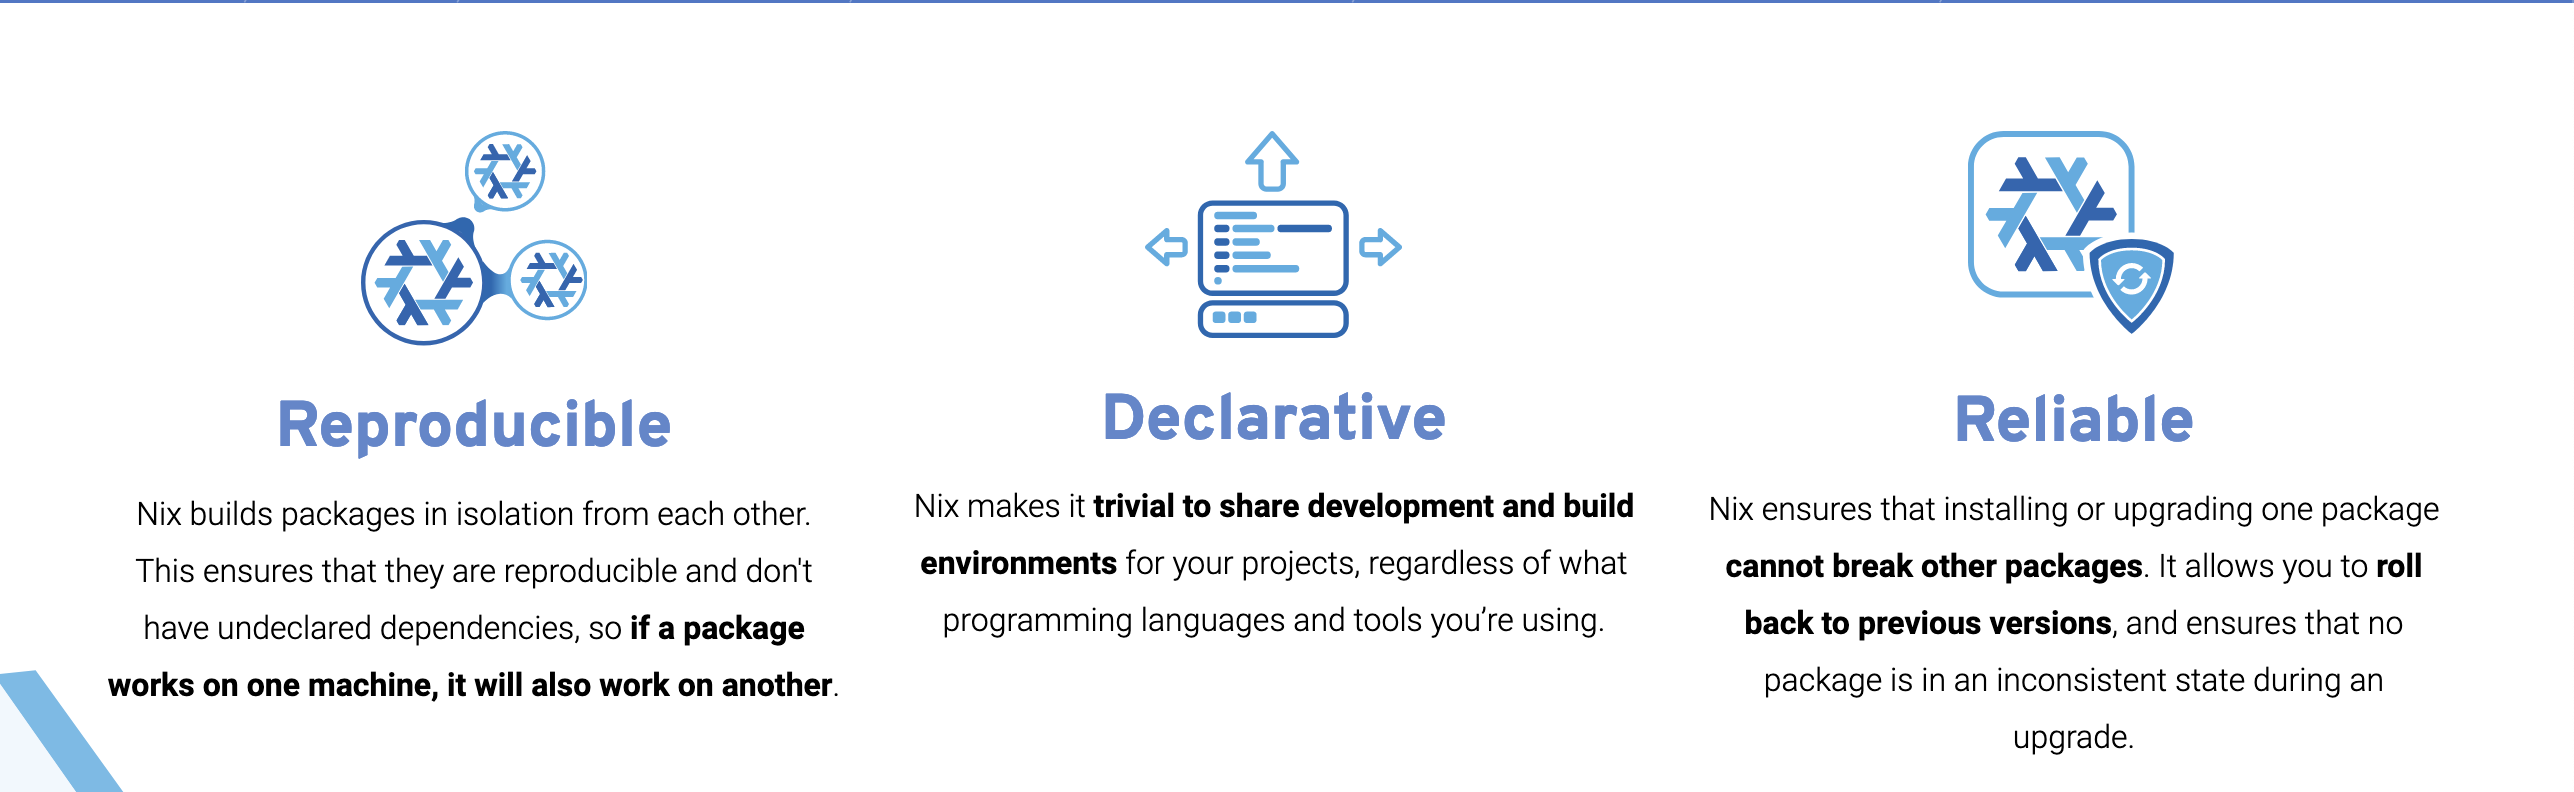 Reproducible
Nix builds packages in isolation from each other.
This ensures that they are reproducible and don't
have undeclared dependencies, so if a package
works on one machine, it will also work on another.
Declarative
Nix makes it trivial to share development and build
environments for your projects, regardless of what
programming languages and tools you’re using.
Reliable
Nix ensures that installing or upgrading one package
cannot break other packages. It allows you to roll
back to previous versions, and ensures that no
package is in an inconsistent state during an
upgrade.